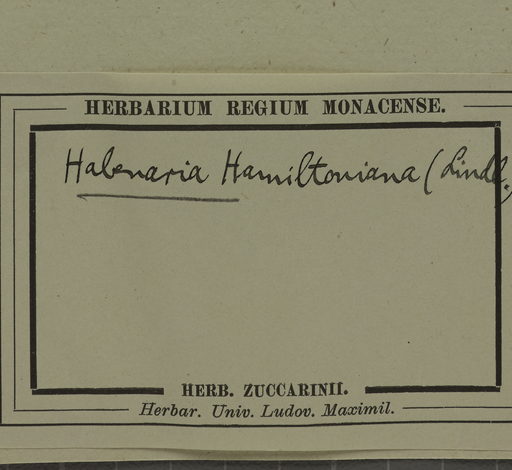 HERBARIUM REGIUM MONACENSE.
Habenaria Hamiltoniana (Lindl.)
HERB. ZUCCARINII.
Herbar. Univ. Ludov. Maximil.